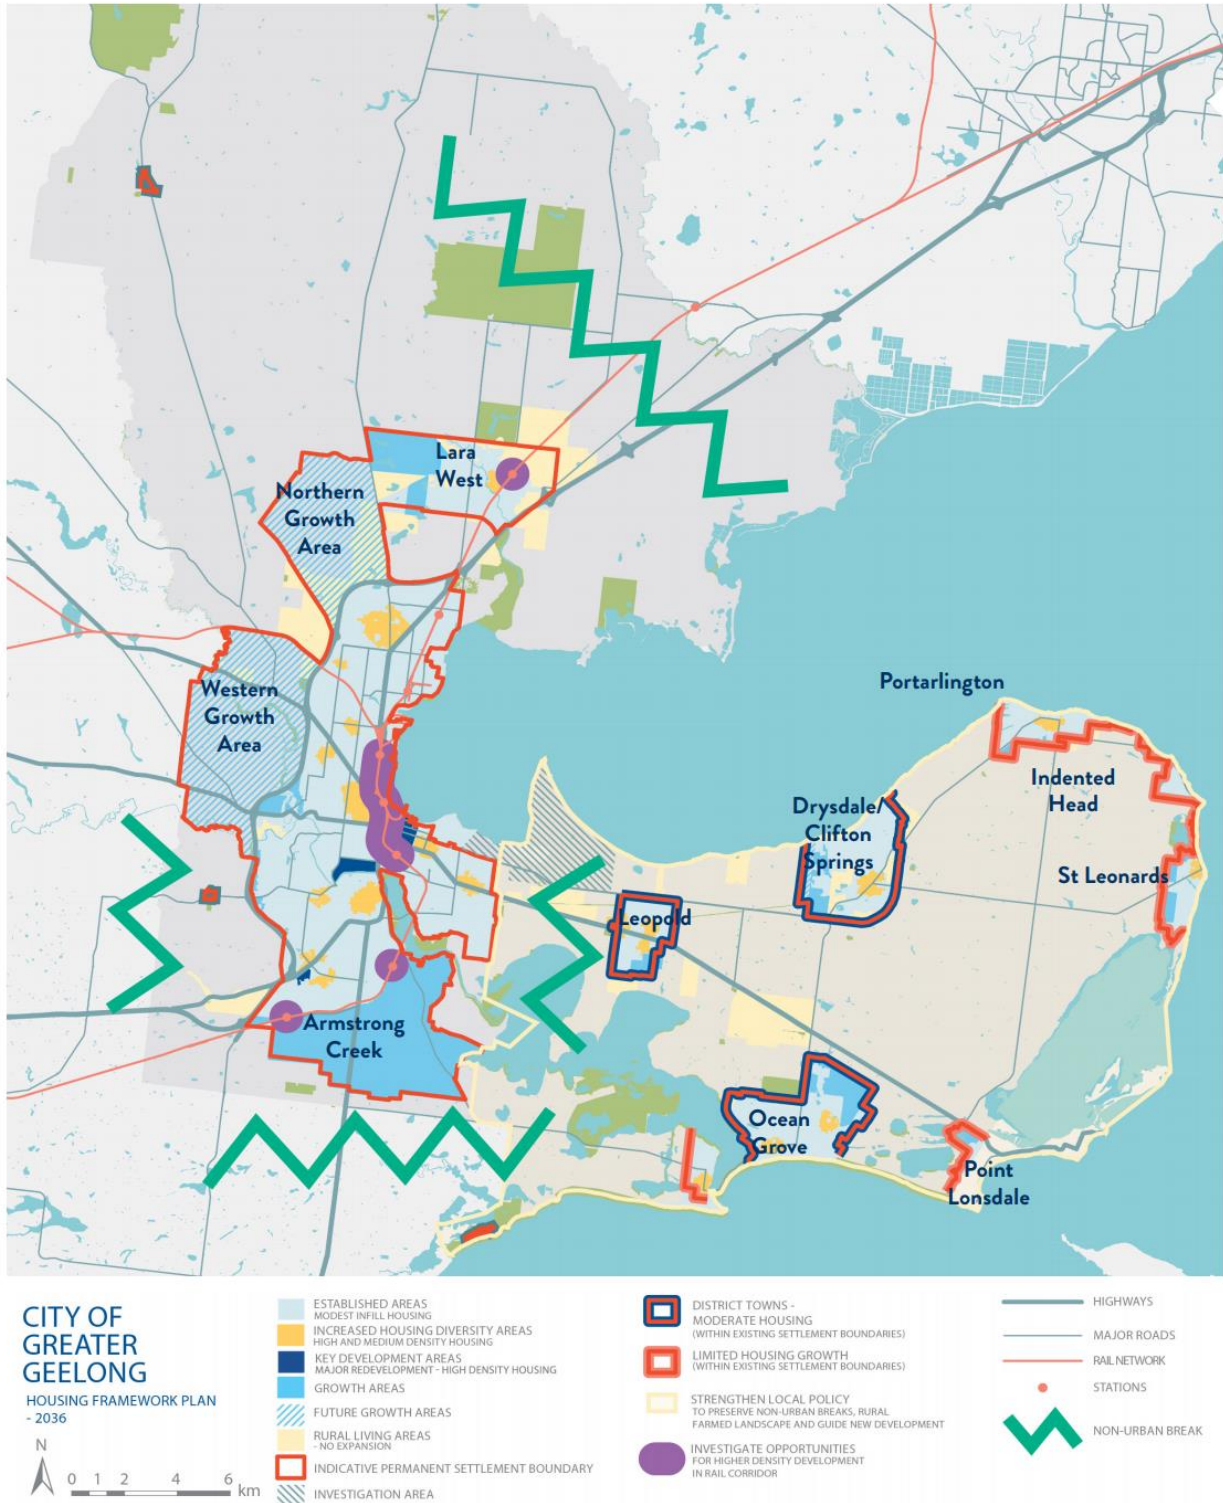 Lara
West
Northern
Growth
Area
Western
Growth
Area
Portarlington
Indented
Head
Drysdale/
Clifton
Springs
St Leonards
Leopold
Armstrong
Creek
Ocean
Grove
Point
Lonsdale
CITY OF
GREATER
GEELONG
HOUSING FRAMEWORK PLAN
- 2036
N
0 1 2 4 6 km
ESTABLISHED AREAS
MODEST INFILL HOUSING
INCREASED HOUSING DIVERSITY AREAS
HIGH AND MEDIUM DENSITY HOUSING
KEY DEVELOPMENT AREAS
MAJOR REDEVELOPMENT - HIGH DENSITY HOUSING
GROWTH AREAS
FUTURE GROWTH AREAS
RURAL LIVING AREAS
- NO EXPANSION
INDICATIVE PERMANENT SETTLEMENT BOUNDARY
INVESTIGATION AREA
DISTRICT TOWNS -
MODERATE HOUSING
(WITHIN EXISTING SETTLEMENT BOUNDARIES)
LIMITED HOUSING GROWTH
(WITHIN EXISTING SETTLEMENT BOUNDARIES)
STRENGTHEN LOCAL POLICY
TO PRESERVE NON-URBAN BREAKS, RURAL
FARMED LANDSCAPE AND GUIDE NEW DEVELOPMENT
INVESTIGATE OPPORTUNITIES
FOR HIGHER DENSITY DEVELOPMENT
IN RAIL CORRIDOR
HIGHWAYS
MAJOR ROADS
RAIL NETWORK
STATIONS
NON-URBAN BREAK